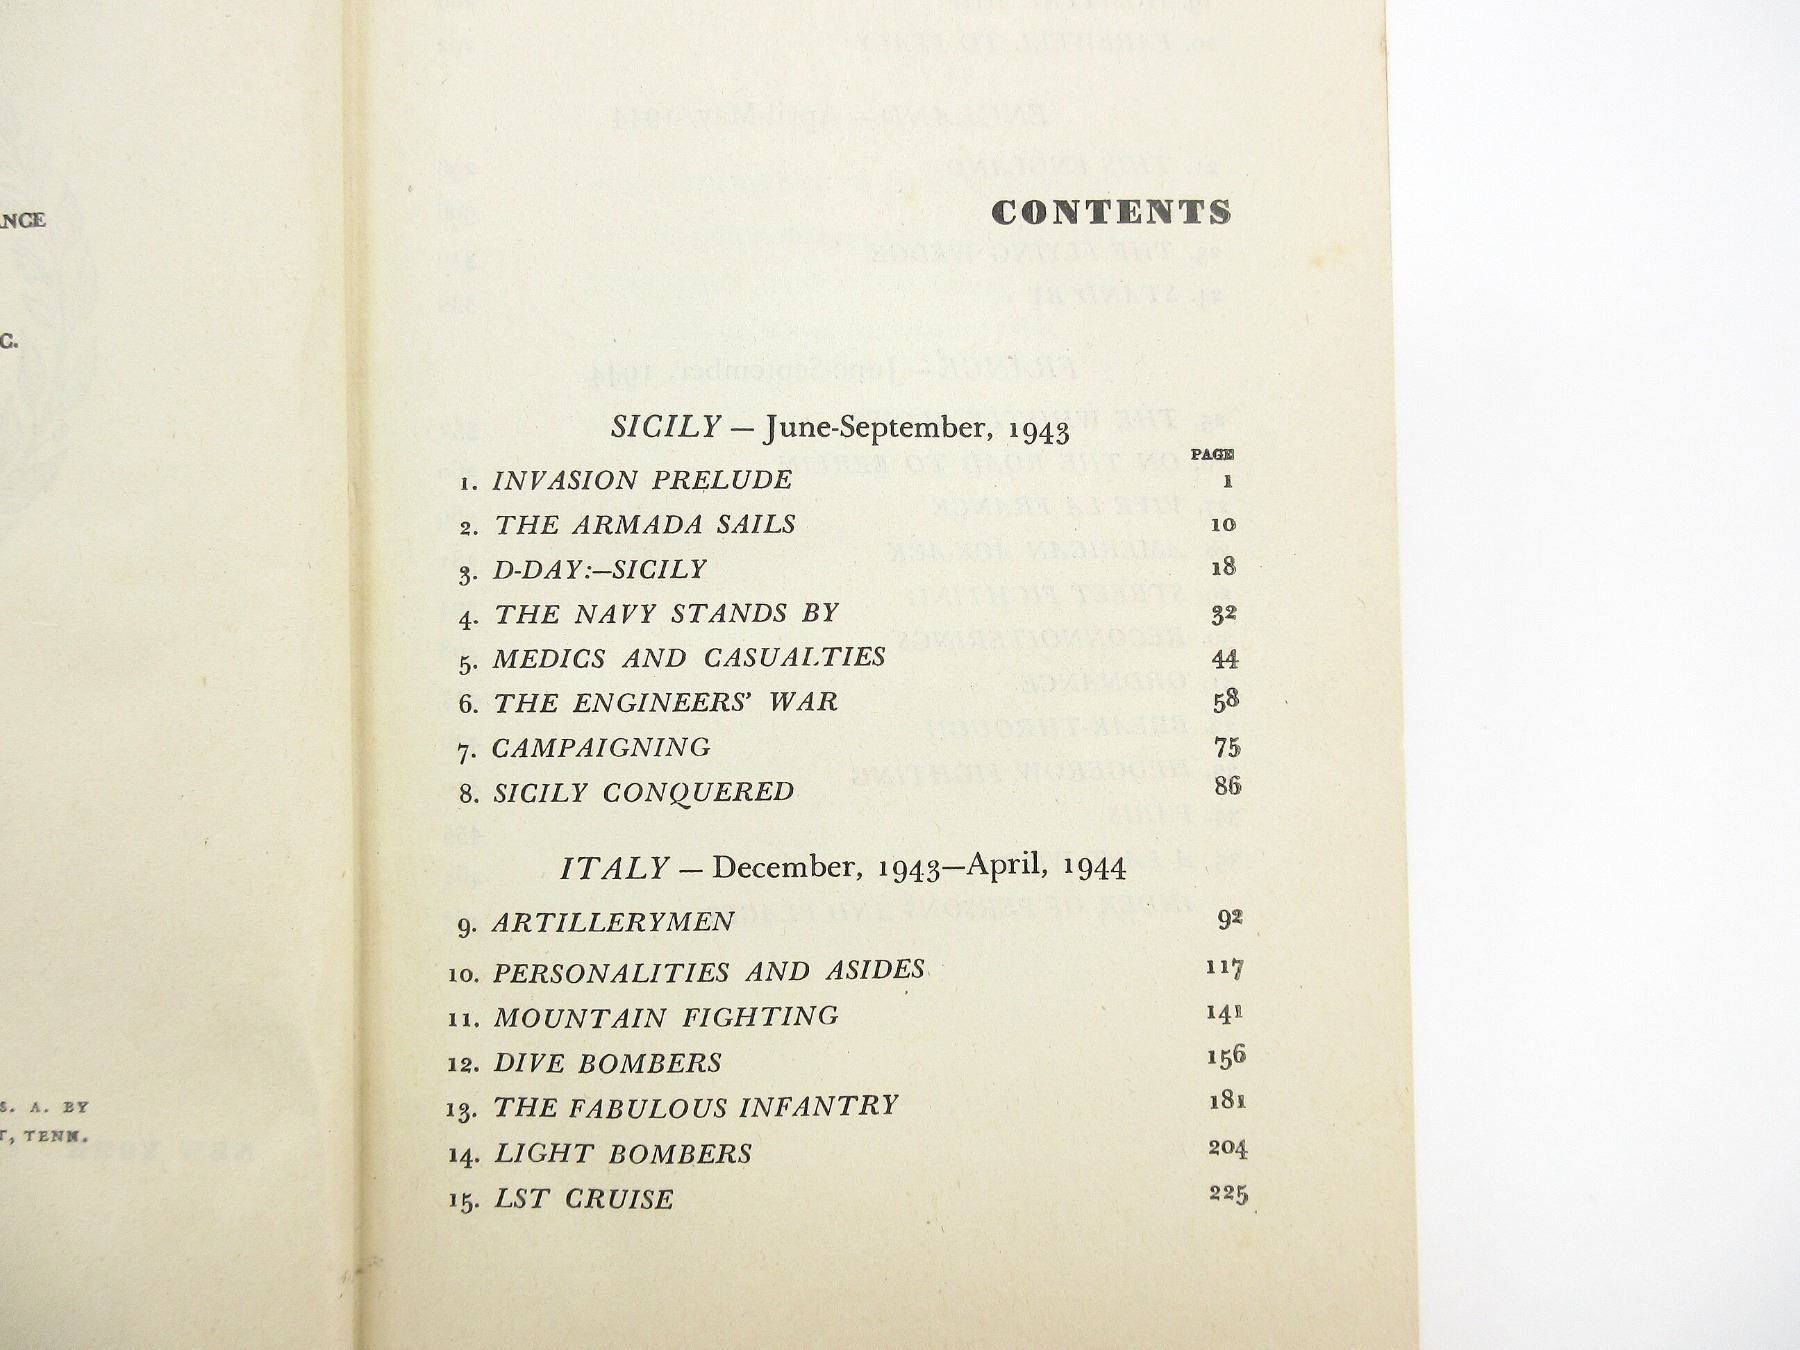 ANCE
C.
S. A. BY
T, TENN.
CONTENTS
SICILY — June-September, 1943
PAGE
1. INVASION PRELUDE 1
2. THE ARMADA SAILS 10
3. D-DAY:—SICILY 18
4. THE NAVY STANDS BY 32
5. MEDICS AND CASUALTIES 44
6. THE ENGINEERS' WAR 58
7. CAMPAIGNING 75
8. SICILY CONQUERED 86
ITALY — December, 1943—April, 1944
9. ARTILLERYMEN 92
10. PERSONALITIES AND ASIDES 117
11. MOUNTAIN FIGHTING 141
12. DIVE BOMBERS 156
13. THE FABULOUS INFANTRY 181
14. LIGHT BOMBERS 204
15. LST CRUISE 225